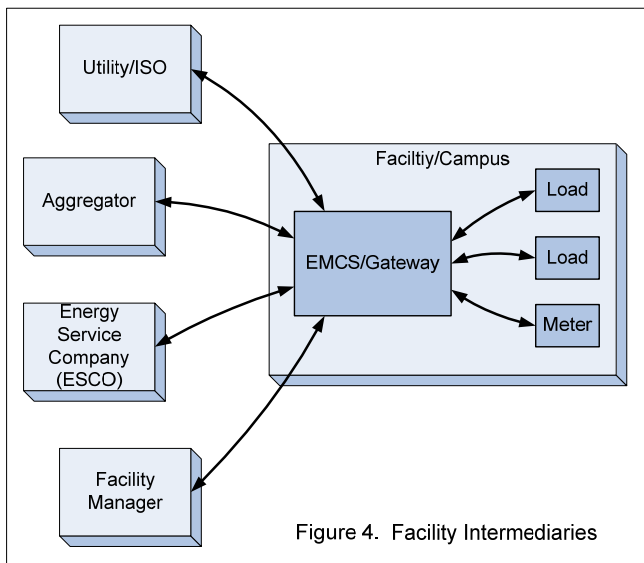 Utility/ISO
Aggregator
Energy
Service
Company
(ESCO)
Facility
Manager
Faciltiy/Campus
EMCS/Gateway
Load
Load
Meter
Figure 4.  Facility Intermediaries